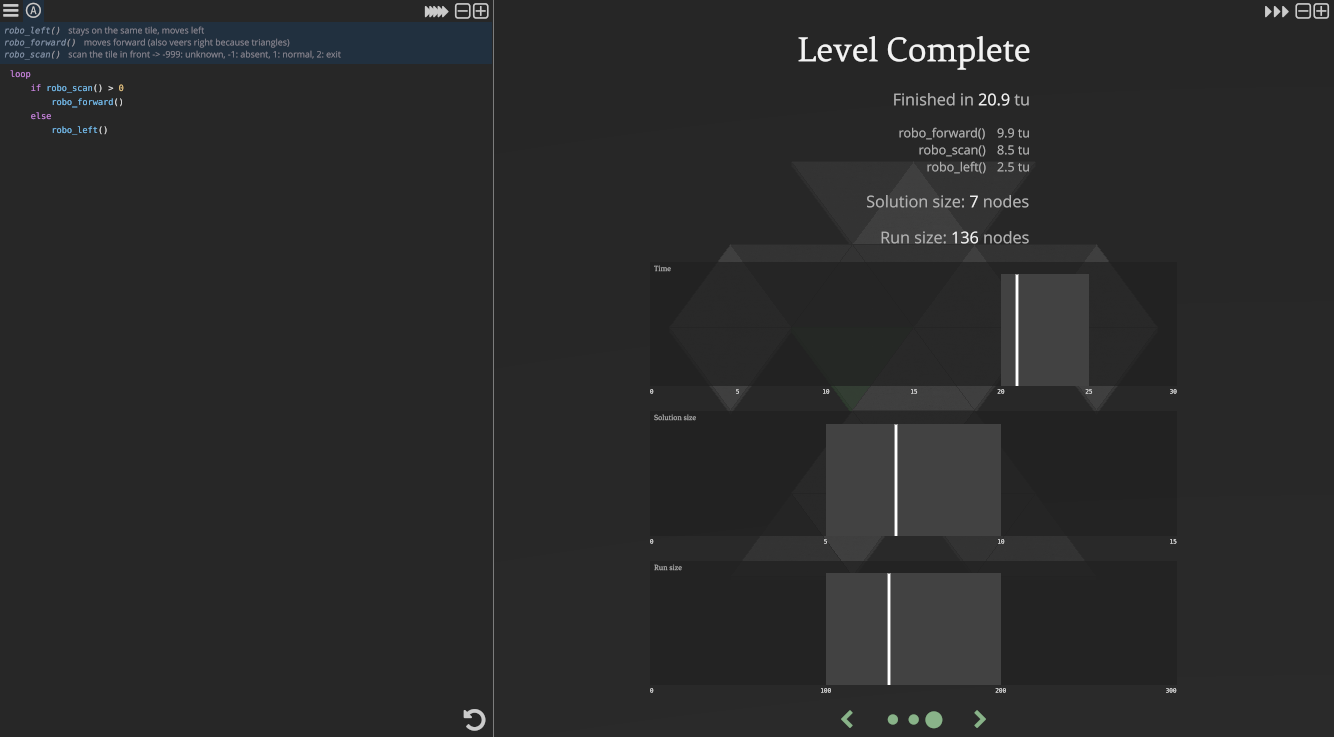 A
robo_left() stays on the same tile, moves left
robo_forward() moves forward (also veers right because triangles)
robo_scan() scan the tile in front -> -999: unknown, -1: absent, 1: normal, 2: exit
loop
if robo_scan() > 0
robo_forward()
else
robo_left()
Level Complete
Finished in 20.9 tu
robo_forward() 9.9 tu
robo_scan() 8.5 tu
robo_left() 2.5 tu
Solution size: 7 nodes
Run size: 136 nodes
Time
0 5 10 15 20 25 30
Solution size
0 5 10 15
Run size
0 100 200 300